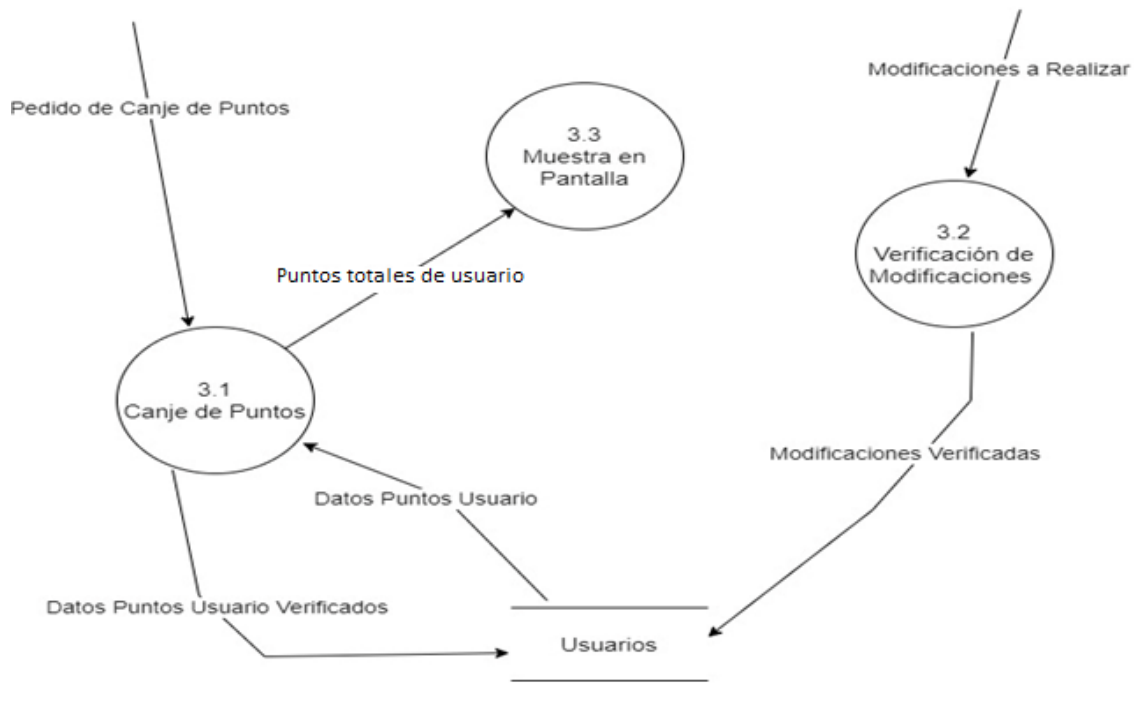 Modificaciones a Realizar
Pedido de Canje de Puntos
3.3
Muestra en
Pantalla
3.2
Verificación de
Modificaciones
Puntos totales de usuario
3.1
Canje de Puntos
Modificaciones Verificadas
Datos Puntos Usuario
Datos Puntos Usuario Verificados
Usuarios